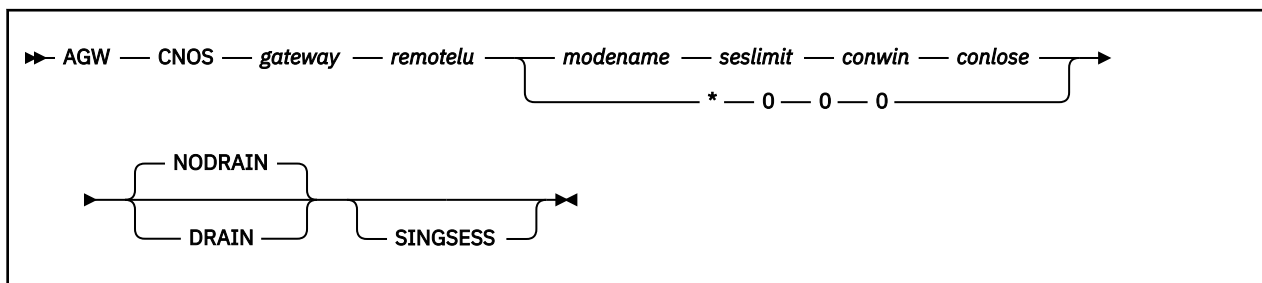 AGW CNOS gateway remotelu modename seslimit conwin conlose
* 0 0 0
NODRAIN
DRAIN SINGSESS